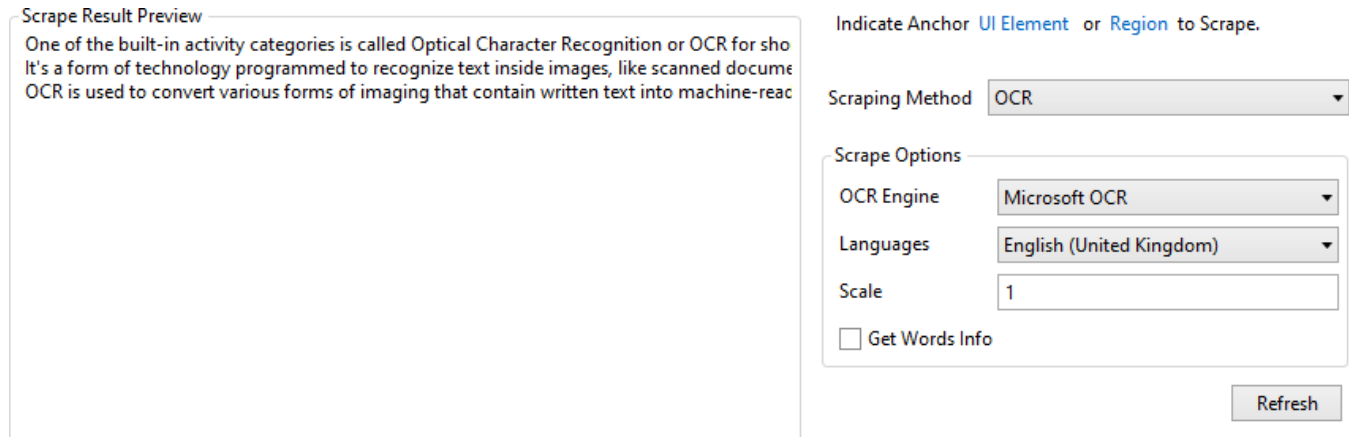 Scrape Result Preview
One of the built-in activity categories is called Optical Character Recognition or OCR for sho
It's a form of technology programmed to recognize text inside images, like scanned docume
OCR is used to convert various forms of imaging that contain written text into machine-read
Indicate Anchor UI Element or Region to Scrape.
Scraping Method OCR
Scrape Options
OCR Engine Microsoft OCR
Languages English (United Kingdom)
Scale 1
Get Words Info
Refresh